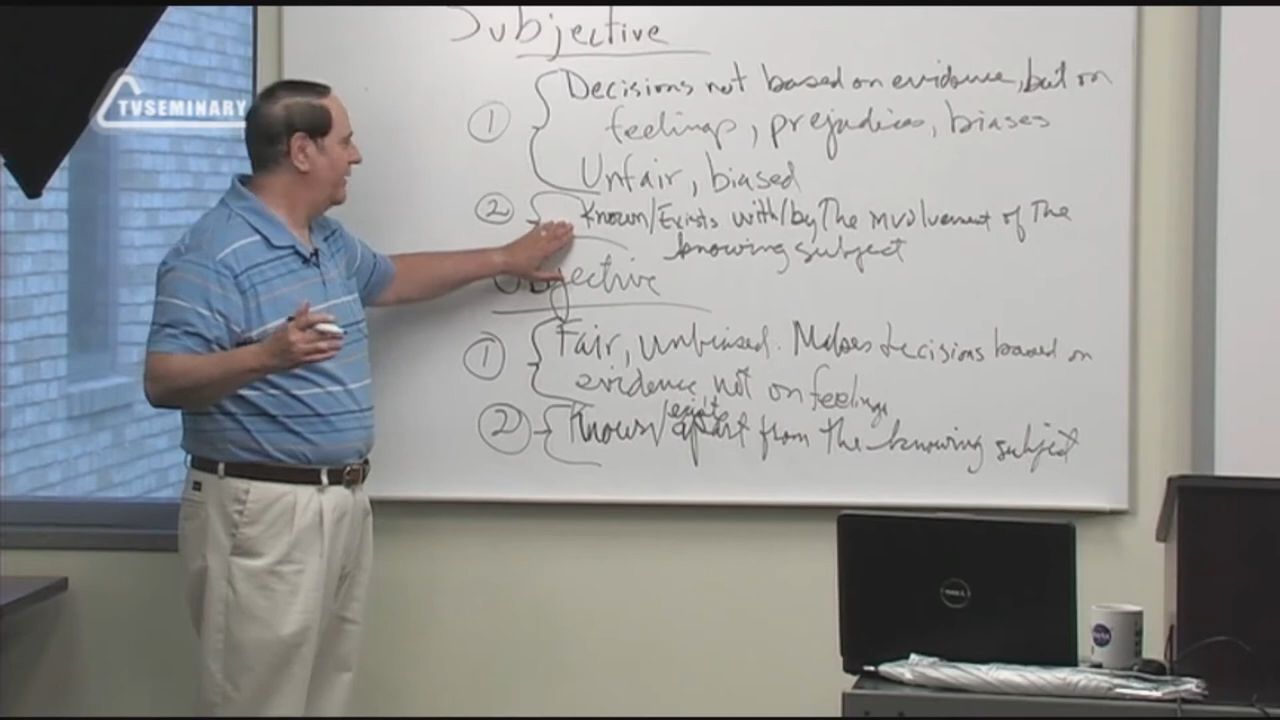 TVSEMINARY
Subjective
① { Decisions not based on evidence, but on
feelings, prejudices, biases
Unfair, biased
② { Known/Exists with/by The involvement of The
knowing subject
Objective
① { Fair, unbiased. Makes decisions based on
evidence, not on feelings
exists
② { Known/apart from The knowing subject
DELL
NASA